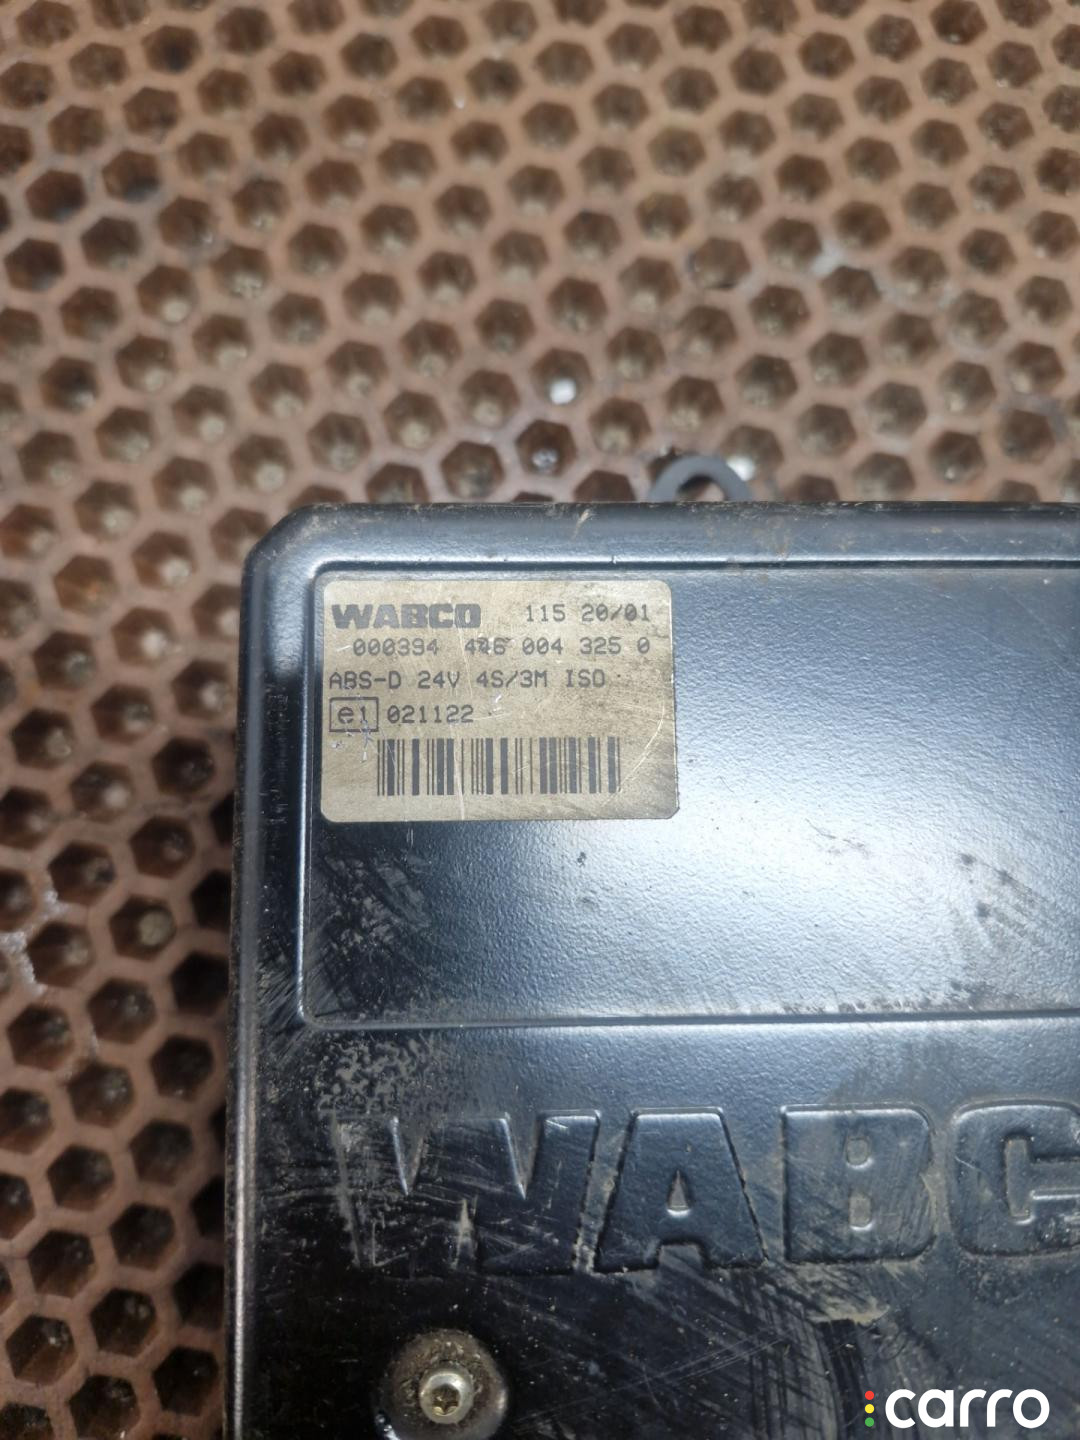 WABCO 115 20/01
000394 446 004 325 0
ABS-D 24V 4S/3M ISO
e1 021122
WABC
carro